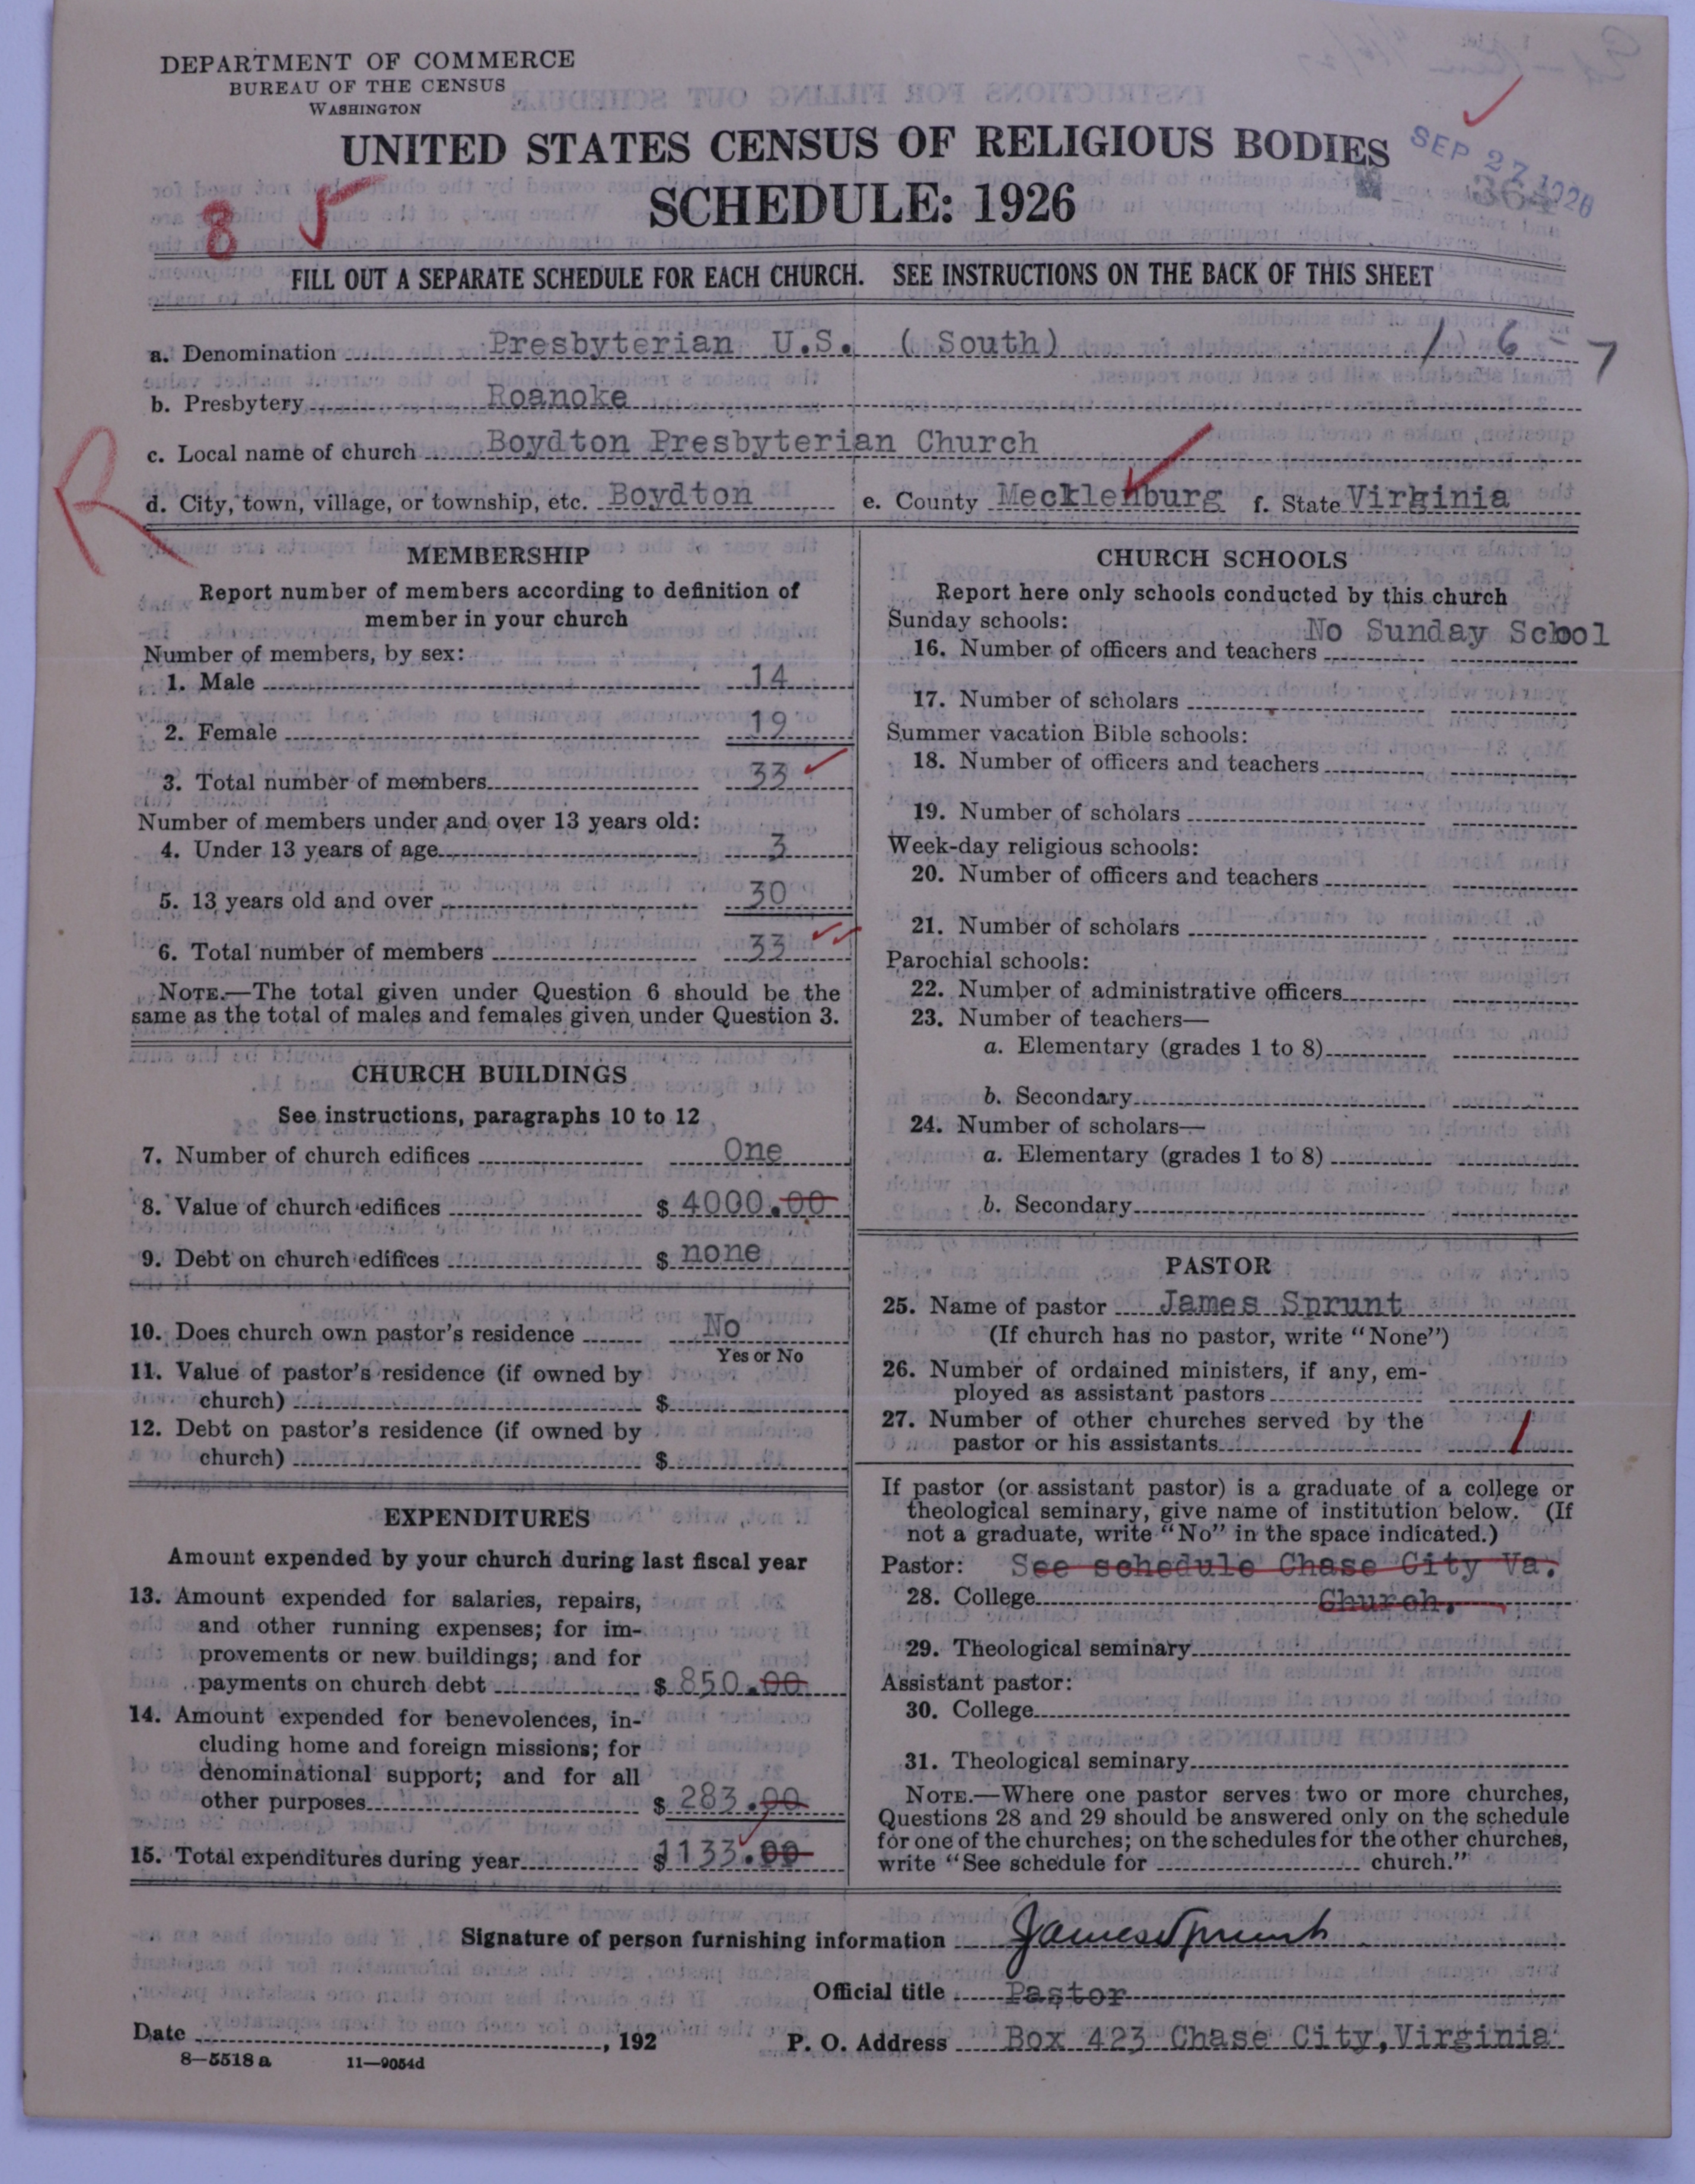 DEPARTMENT OF COMMERCE
BUREAU OF THE CENSUS
WASHINGTON
UNITED STATES CENSUS OF RELIGIOUS BODIES
SEP 27 1926
SCHEDULE: 1926
364
8 5
FILL OUT A SEPARATE SCHEDULE FOR EACH CHURCH. SEE INSTRUCTIONS ON THE BACK OF THIS SHEET
a. Denomination Presbyterian U.S. (South) 1 6 - 7
b. Presbytery Roanoke
c. Local name of church Boydton Presbyterian Church
R
d. City, town, village, or township, etc. Boydton e. County Mecklenburg f. State Virginia
MEMBERSHIP
Report number of members according to definition of
member in your church
Number of members, by sex:
1. Male 14
2. Female 19
3. Total number of members 33
Number of members under and over 13 years old:
4. Under 13 years of age 3
5. 13 years old and over 30
6. Total number of members 33
NOTE.—The total given under Question 6 should be the
same as the total of males and females given under Question 3.
CHURCH BUILDINGS
See instructions, paragraphs 10 to 12
7. Number of church edifices One
8. Value of church edifices $ 4000.00
9. Debt on church edifices $ none
10. Does church own pastor's residence No
Yes or No
11. Value of pastor's residence (if owned by
church) $
12. Debt on pastor's residence (if owned by
church) $
EXPENDITURES
Amount expended by your church during last fiscal year
13. Amount expended for salaries, repairs,
and other running expenses; for im-
provements or new buildings; and for
payments on church debt $ 850.00
14. Amount expended for benevolences, in-
cluding home and foreign missions; for
denominational support; and for all
other purposes $ 283.00
15. Total expenditures during year $1133.00
CHURCH SCHOOLS
Report here only schools conducted by this church
Sunday schools: No Sunday School
16. Number of officers and teachers
17. Number of scholars
Summer vacation Bible schools:
18. Number of officers and teachers
19. Number of scholars
Week-day religious schools:
20. Number of officers and teachers
21. Number of scholars
Parochial schools:
22. Number of administrative officers
23. Number of teachers—
a. Elementary (grades 1 to 8)
b. Secondary
24. Number of scholars—
a. Elementary (grades 1 to 8)
b. Secondary
PASTOR
25. Name of pastor James Sprunt
(If church has no pastor, write "None")
26. Number of ordained ministers, if any, em-
ployed as assistant pastors
27. Number of other churches served by the
pastor or his assistants 1
If pastor (or assistant pastor) is a graduate of a college or
theological seminary, give name of institution below. (If
not a graduate, write "No" in the space indicated.)
Pastor: See schedule Chase City Va.
28. College Church.
29. Theological seminary
Assistant pastor:
30. College
31. Theological seminary
NOTE.—Where one pastor serves two or more churches,
Questions 28 and 29 should be answered only on the schedule
for one of the churches; on the schedules for the other churches,
write "See schedule for church."
Signature of person furnishing information James Sprunt
Official title Pastor
Date , 192 P. O. Address Box 423 Chase City, Virginia
8—5518 a 11—9054d